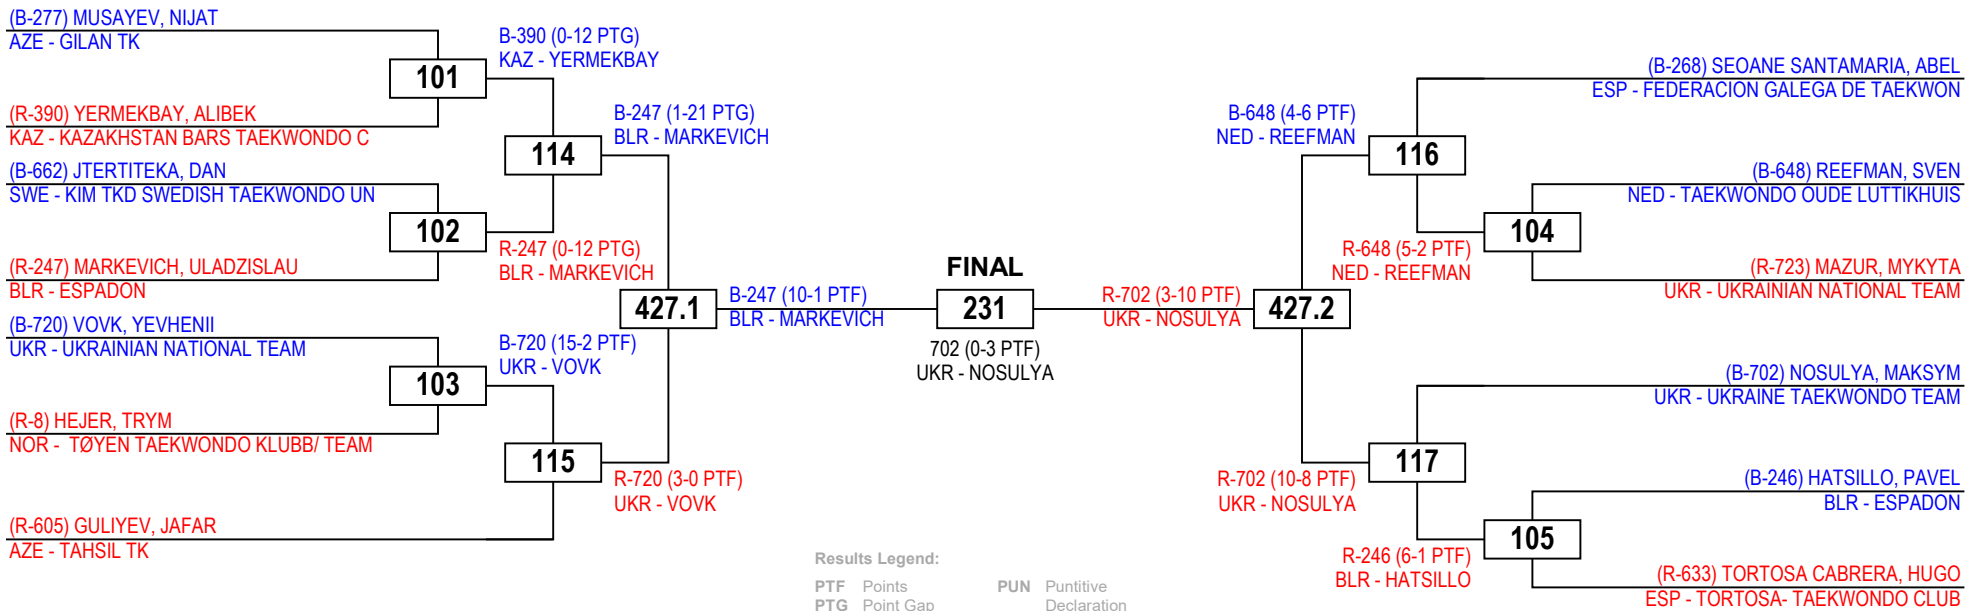 (B-277) MUSAYEV, NIJAT
AZE - GILAN TK
101
(R-390) YERMEKBAY, ALIBEK
KAZ - KAZAKHSTAN BARS TAEKWONDO C
B-390 (0-12 PTG)
KAZ - YERMEKBAY
(B-662) JTERTITEKA, DAN
SWE - KIM TKD SWEDISH TAEKWONDO UN
102
(R-247) MARKEVICH, ULADZISLAU
BLR - ESPADON
R-247 (0-12 PTG)
BLR - MARKEVICH
114
B-247 (1-21 PTG)
BLR - MARKEVICH
(B-720) VOVK, YEVHENII
UKR - UKRAINIAN NATIONAL TEAM
103
(R-8) HEJER, TRYM
NOR - TØYEN TAEKWONDO KLUBB/ TEAM
B-720 (15-2 PTF)
UKR - VOVK
115
(R-605) GULIYEV, JAFAR
AZE - TAHSIL TK
R-720 (3-0 PTF)
UKR - VOVK
427.1
B-247 (10-1 PTF)
BLR - MARKEVICH
FINAL
231
702 (0-3 PTF)
UKR - NOSULYA
R-702 (3-10 PTF)
UKR - NOSULYA
427.2
B-648 (4-6 PTF)
NED - REEFMAN
116
(B-268) SEOANE SANTAMARIA, ABEL
ESP - FEDERACION GALEGA DE TAEKWON
(B-648) REEFMAN, SVEN
NED - TAEKWONDO OUDE LUTTIKHUIS
104
R-648 (5-2 PTF)
NED - REEFMAN
(R-723) MAZUR, MYKYTA
UKR - UKRAINIAN NATIONAL TEAM
(B-702) NOSULYA, MAKSYM
UKR - UKRAINE TAEKWONDO TEAM
117
R-702 (10-8 PTF)
UKR - NOSULYA
(B-246) HATSILLO, PAVEL
BLR - ESPADON
105
R-246 (6-1 PTF)
BLR - HATSILLO
(R-633) TORTOSA CABRERA, HUGO
ESP - TORTOSA- TAEKWONDO CLUB
Results Legend:
PTF Points PUN Puntitive
PTG Point Gap Declaration